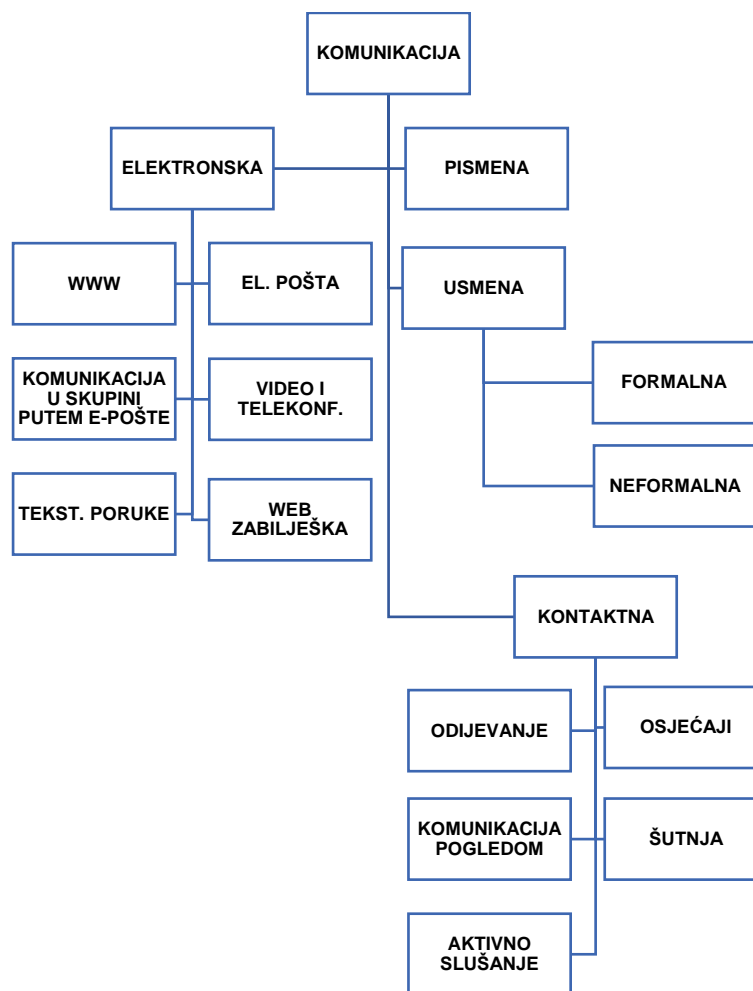 KOMUNIKACIJA
ELEKTRONSKA
PISMENA
WWW
EL. POŠTA
USMENA
KOMUNIKACIJA
U SKUPINI
PUTEM E-POŠTE
VIDEO I
TELEKONF.
FORMALNA
TEKST. PORUKE
WEB
ZABILJEŠKA
NEFORMALNA
KONTAKTNA
ODIJEVANJE
OSJEĆAJI
KOMUNIKACIJA
POGLEDOM
ŠUTNJA
AKTIVNO
SLUŠANJE